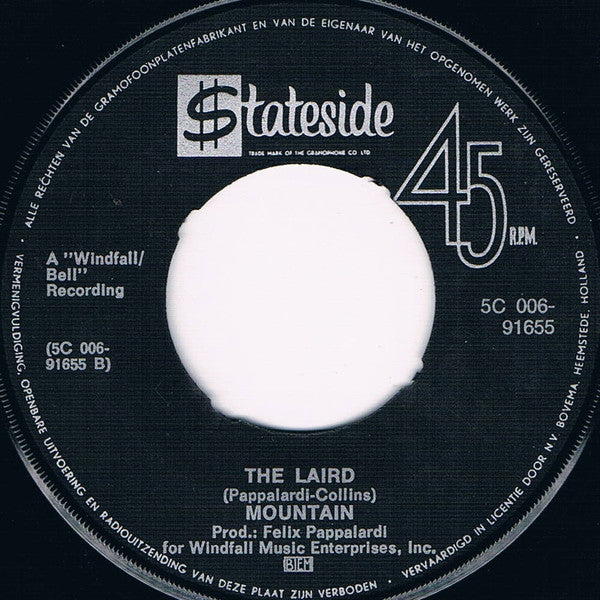 ALLE RECHTEN VAN DE GRAMOFOONPLATENFABRIKANT EN VAN DE EIGENAAR VAN HET OPGENOMEN WERK ZIJN GERESERVEERD •
$tateside
TRADE MARK OF THE GRAMOPHONE CO LTD
45
R.P.M.
A "Windfall/
Bell"
Recording
5C 006-
91655
(5C 006-
91655 B)
THE LAIRD
(Pappalardi-Collins)
MOUNTAIN
Prod.: Felix Pappalardi
for Windfall Music Enterprises, Inc.
BIEM
• VERMENIGVULDIGING, OPENBARE UITVOERING EN RADIOUITZENDING VAN DEZE PLAAT ZIJN VERBODEN •
VERVAARDIGD IN LICENTIE DOOR N.V. BOVEMA, HEEMSTEDE, HOLLAND •